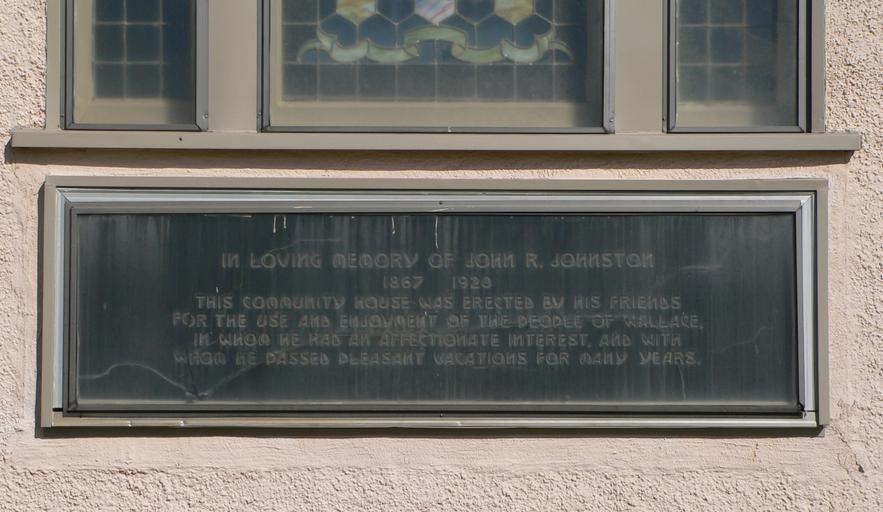 IN LOVING MEMORY OF JOHN R. JOHNSTON
1867 1928
THIS COMMUNITY HOUSE WAS ERECTED BY HIS FRIENDS
FOR THE USE AND ENJOYMENT OF THE PEOPLE OF WALLACE,
IN WHOM HE HAD AN AFFECTIONATE INTEREST, AND WITH
WHOM HE PASSED PLEASANT VACATIONS FOR MANY YEARS.